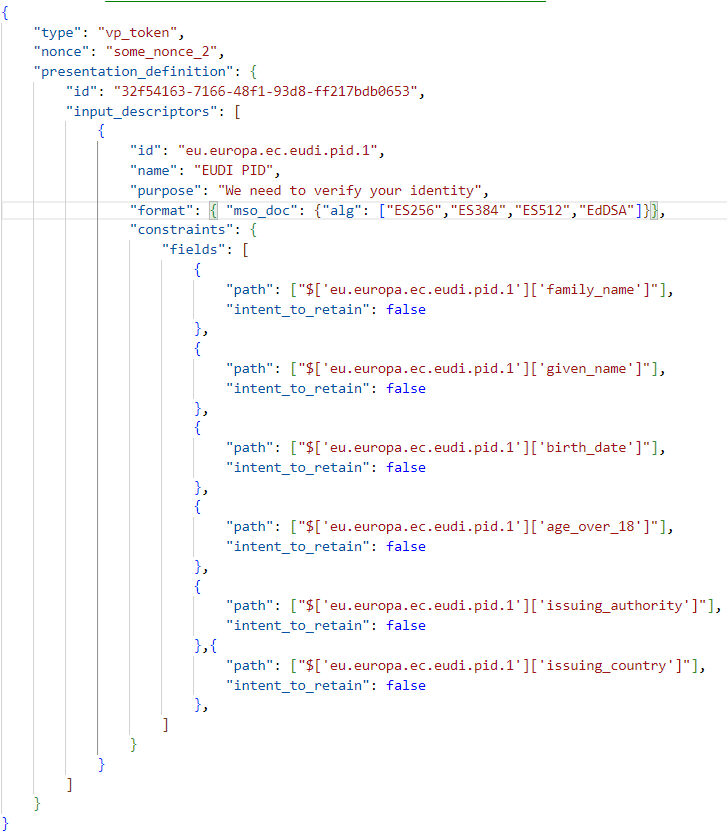 {
    "type": "vp_token",
    "nonce": "some_nonce_2",
    "presentation_definition": {
        "id": "32f54163-7166-48f1-93d8-ff217bdb0653",
        "input_descriptors": [
            {
                "id": "eu.europa.ec.eudi.pid.1",
                "name": "EUDI PID",
                "purpose": "We need to verify your identity",
                "format": { "mso_doc": {"alg": ["ES256","ES384","ES512","EdDSA"]}},
                "constraints": {
                    "fields": [
                        {
                            "path": ["$['eu.europa.ec.eudi.pid.1']['family_name']"],
                            "intent_to_retain": false
                        },
                        {
                            "path": ["$['eu.europa.ec.eudi.pid.1']['given_name']"],
                            "intent_to_retain": false
                        },
                        {
                            "path": ["$['eu.europa.ec.eudi.pid.1']['birth_date']"],
                            "intent_to_retain": false
                        },
                        {
                            "path": ["$['eu.europa.ec.eudi.pid.1']['age_over_18']"],
                            "intent_to_retain": false
                        },
                        {
                            "path": ["$['eu.europa.ec.eudi.pid.1']['issuing_authority']"],
                            "intent_to_retain": false
                        },{
                            "path": ["$['eu.europa.ec.eudi.pid.1']['issuing_country']"],
                            "intent_to_retain": false
                        },
                    ]
                }
            }
        ]
    }
}